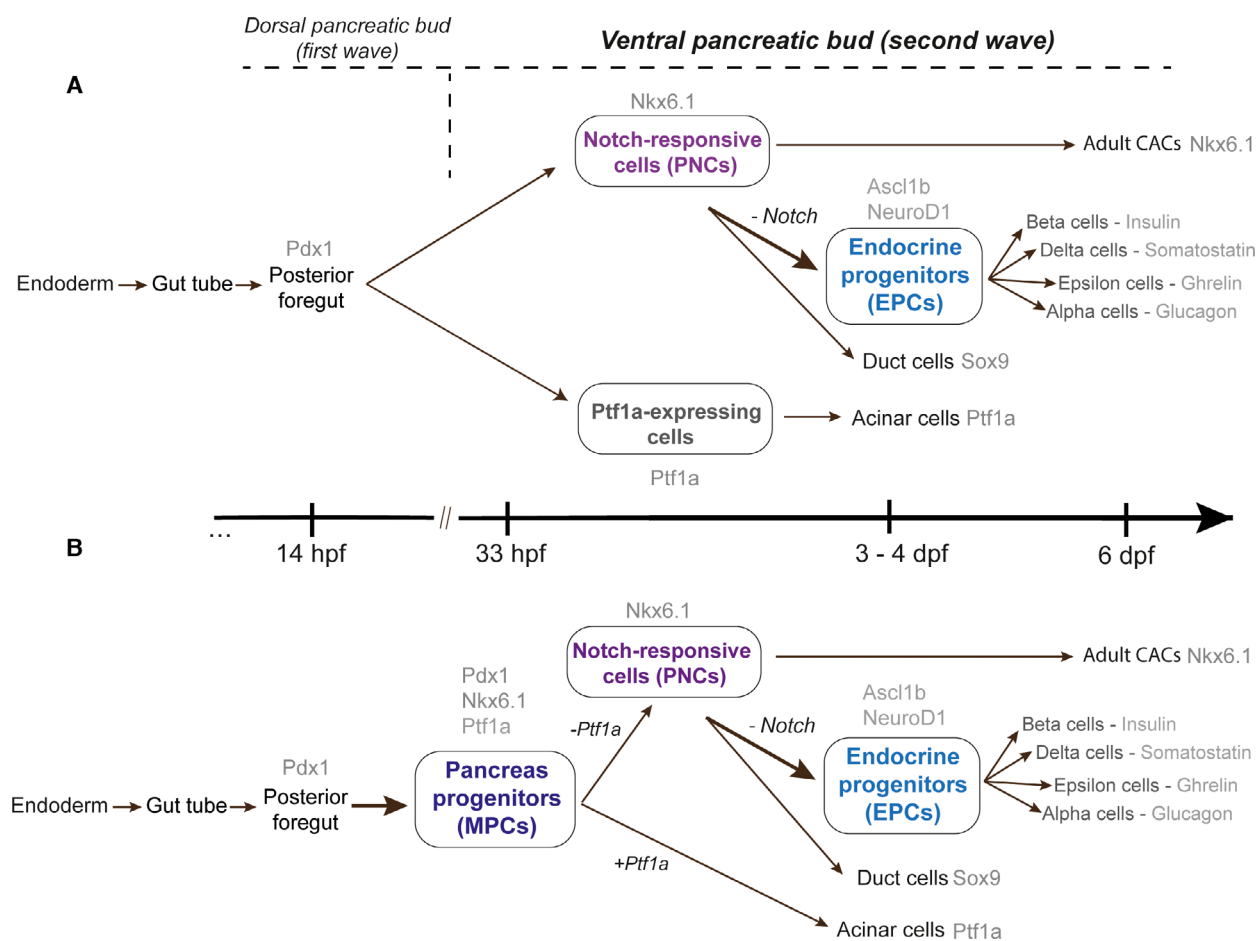 Dorsal pancreatic bud
(first wave)
Ventral pancreatic bud (second wave)
A
Nkx6.1
Notch-responsive
cells (PNCs)
Adult CACs Nkx6.1
- Notch
Ascl1b
NeuroD1
Endocrine
progenitors
(EPCs)
Beta cells - Insulin
Delta cells - Somatostatin
Epsilon cells - Ghrelin
Alpha cells - Glucagon
Endoderm
Gut tube
Pdx1
Posterior
foregut
Duct cells Sox9
Ptf1a-expressing
cells
Acinar cells Ptf1a
Ptf1a
...
//
14 hpf
33 hpf
3 - 4 dpf
6 dpf
B
Nkx6.1
Notch-responsive
cells (PNCs)
Adult CACs Nkx6.1
Pdx1
Nkx6.1
Ptf1a
-Ptf1a
- Notch
Ascl1b
NeuroD1
Endocrine
progenitors
(EPCs)
Beta cells - Insulin
Delta cells - Somatostatin
Epsilon cells - Ghrelin
Alpha cells - Glucagon
Endoderm
Gut tube
Pdx1
Posterior
foregut
Pancreas
progenitors
(MPCs)
+Ptf1a
Duct cells Sox9
Acinar cells Ptf1a